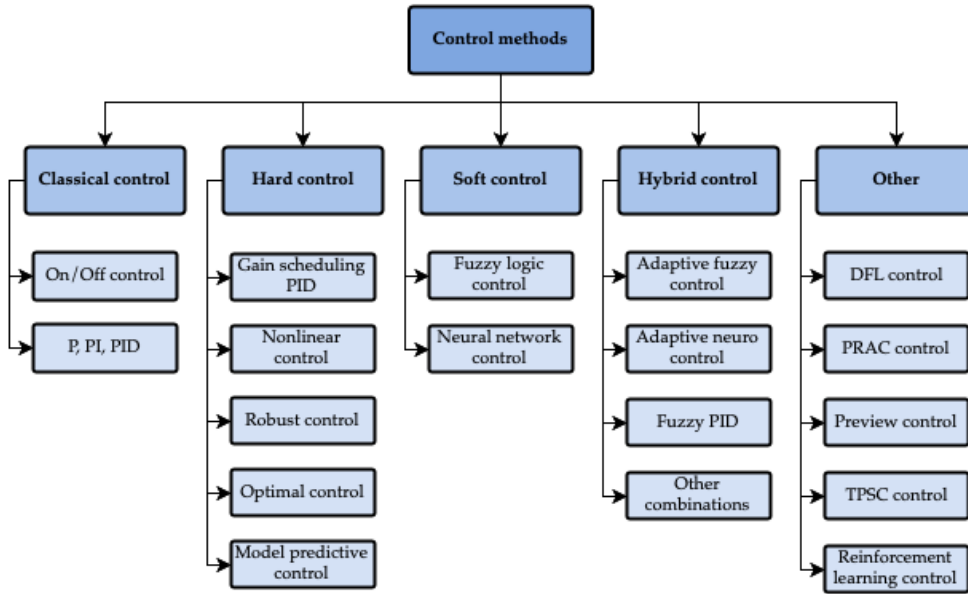 Control methods
Classical control
Hard control
Soft control
Hybrid control
Other
On/Off control
P, PI, PID
Gain scheduling
PID
Nonlinear
control
Robust control
Optimal control
Model predictive
control
Fuzzy logic
control
Neural network
control
Adaptive fuzzy
control
Adaptive neuro
control
Fuzzy PID
Other
combinations
DFL control
PRAC control
Preview control
TPSC control
Reinforcement
learning control